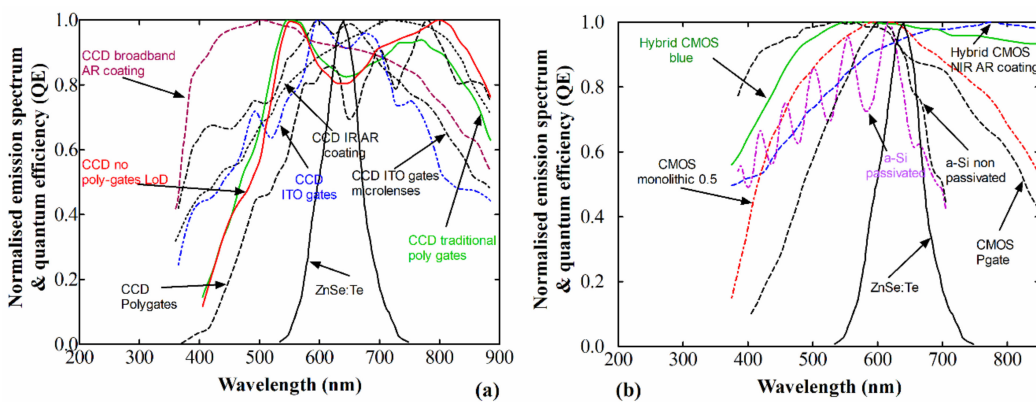 Normalised emission spectrum
& quantum efficiency (QE)
1.0
0.8
0.6
0.4
0.2
0.0
200
300
400
500
600
700
800
900
Wavelength (nm)
(a)
CCD broadband
AR coating
CCD no
poly-gates LoD
CCD
Polygates
CCD IR AR
coating
CCD
ITO gates
CCD ITO gates
microlenses
CCD traditional
poly gates
ZnSe:Te
Normalised emission spectrum
& quantum efficiency (QE)
1.0
0.8
0.6
0.4
0.2
0.0
200
300
400
500
600
700
800
Wavelength (nm)
(b)
Hybrid CMOS
blue
Hybrid CMOS
NIR AR coating
CMOS
monolithic 0.5
a-Si
passivated
a-Si non
passivated
CMOS
Pgate
ZnSe:Te